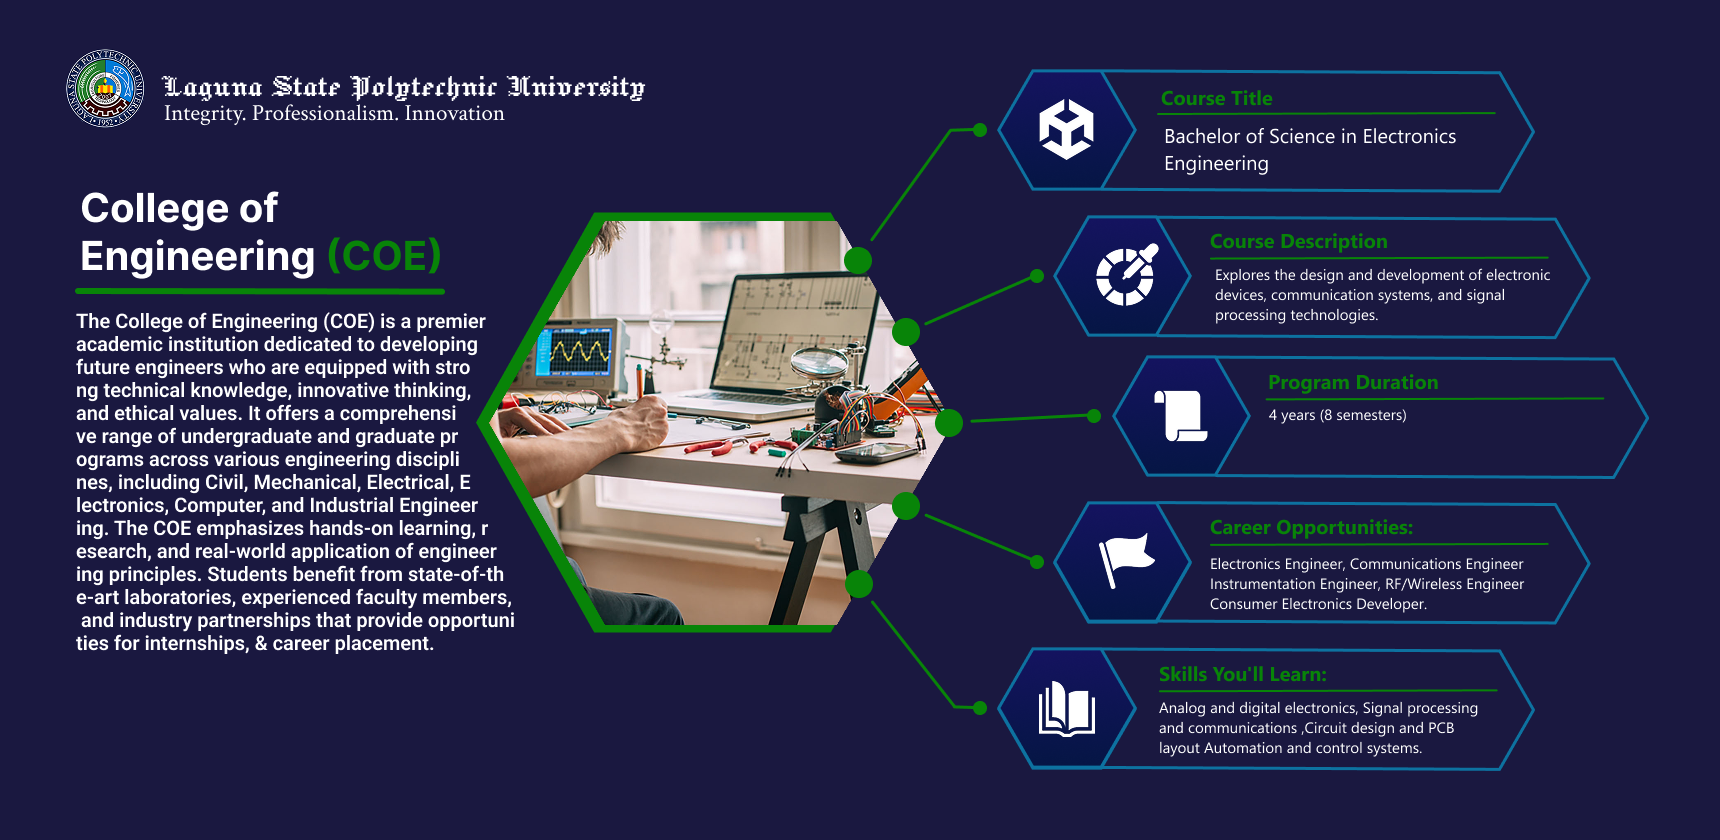 LAGUNA STATE POLYTECHNIC UNIVERSITY
1952
Laguna State Polytechnic University
Integrity. Professionalism. Innovation
College of
Engineering (COE)
The College of Engineering (COE) is a premier
academic institution dedicated to developing
future engineers who are equipped with stro
ng technical knowledge, innovative thinking,
and ethical values. It offers a comprehensi
ve range of undergraduate and graduate pr
ograms across various engineering discipli
nes, including Civil, Mechanical, Electrical, E
lectronics, Computer, and Industrial Engineer
ing. The COE emphasizes hands-on learning, r
esearch, and real-world application of engineer
ing principles. Students benefit from state-of-th
e-art laboratories, experienced faculty members,
and industry partnerships that provide opportuni
ties for internships, & career placement.
Course Title
Bachelor of Science in Electronics
Engineering
Course Description
Explores the design and development of electronic
devices, communication systems, and signal
processing technologies.
Program Duration
4 years (8 semesters)
Career Opportunities:
Electronics Engineer, Communications Engineer
Instrumentation Engineer, RF/Wireless Engineer
Consumer Electronics Developer.
Skills You'll Learn:
Analog and digital electronics, Signal processing
and communications ,Circuit design and PCB
layout Automation and control systems.